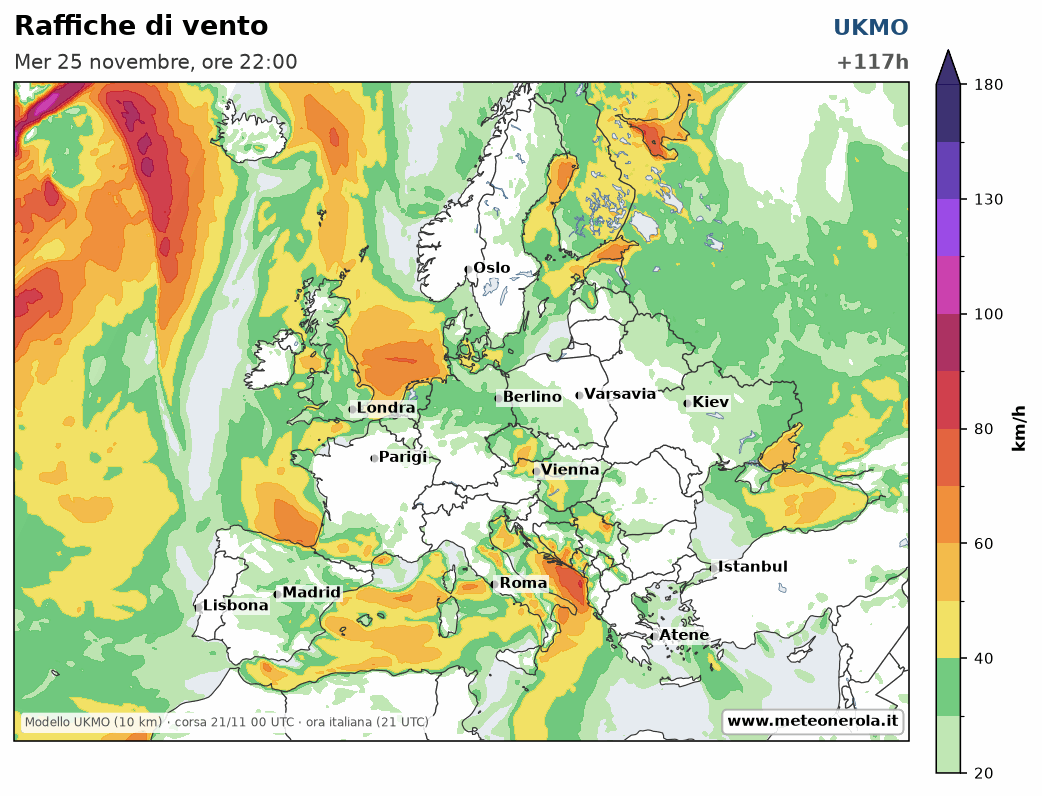 Raffiche di vento
UKMO
Mer 25 novembre, ore 22:00
+117h
180
130
100
80
60
40
20
km/h
Oslo
Londra
Berlino
Varsavia
Kiev
Parigi
Vienna
Istanbul
Roma
Madrid
Lisbona
Atene
Modello UKMO (10 km) · corsa 21/11 00 UTC · ora italiana (21 UTC)
www.meteonerola.it